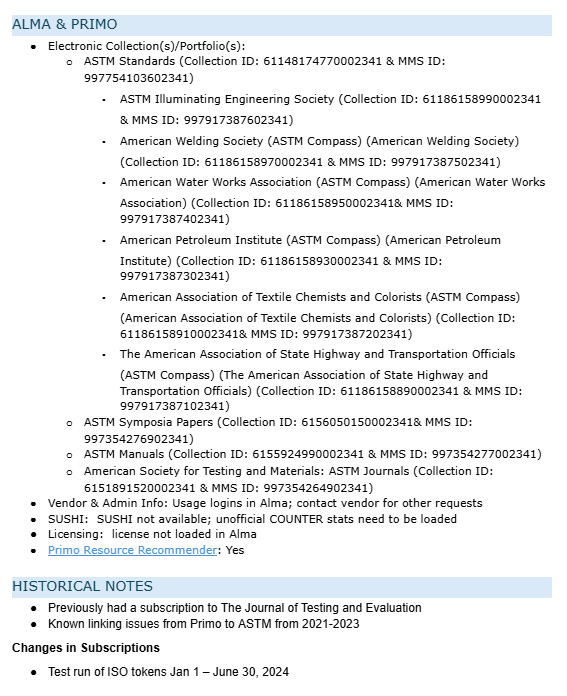 ALMA & PRIMO
• Electronic Collection(s)/Portfolio(s):
o ASTM Standards (Collection ID: 61148174770002341 & MMS ID:
997754103602341)
▪ ASTM Illuminating Engineering Society (Collection ID: 61186158990002341
& MMS ID: 997917387602341)
▪ American Welding Society (ASTM Compass) (American Welding Society)
(Collection ID: 61186158970002341 & MMS ID: 997917387502341)
▪ American Water Works Association (ASTM Compass) (American Water Works
Association) (Collection ID: 61186158950002341& MMS ID:
997917387402341)
▪ American Petroleum Institute (ASTM Compass) (American Petroleum
Institute) (Collection ID: 61186158930002341 & MMS ID:
997917387302341)
▪ American Association of Textile Chemists and Colorists (ASTM Compass)
(American Association of Textile Chemists and Colorists) (Collection ID:
61186158910002341& MMS ID: 997917387202341)
▪ The American Association of State Highway and Transportation Officials
(ASTM Compass) (The American Association of State Highway and
Transportation Officials) (Collection ID: 61186158890002341 & MMS ID:
997917387102341)
o ASTM Symposia Papers (Collection ID: 6156050150002341& MMS ID:
997354276902341)
o ASTM Manuals (Collection ID: 6155924990002341 & MMS ID: 997354277002341)
o American Society for Testing and Materials: ASTM Journals (Collection ID:
6151891520002341 & MMS ID: 997354264902341)
• Vendor & Admin Info: Usage logins in Alma; contact vendor for other requests
• SUSHI:  SUSHI not available; unofficial COUNTER stats need to be loaded
• Licensing:  license not loaded in Alma
• Primo Resource Recommender: Yes
HISTORICAL NOTES
• Previously had a subscription to The Journal of Testing and Evaluation
• Known linking issues from Primo to ASTM from 2021-2023
Changes in Subscriptions
• Test run of ISO tokens Jan 1 – June 30, 2024